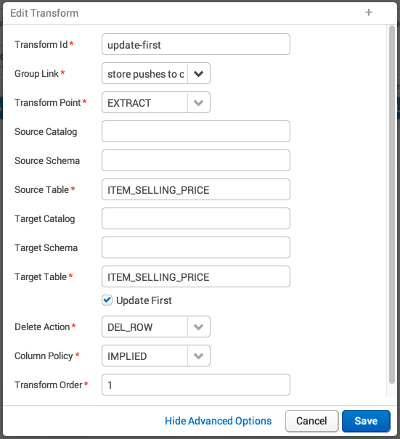 Edit Transform +
Transform Id * update-first
Group Link * store pushes to c
Transform Point * EXTRACT
Source Catalog
Source Schema
Source Table * ITEM_SELLING_PRICE
Target Catalog
Target Schema
Target Table * ITEM_SELLING_PRICE
Update First
Delete Action * DEL_ROW
Column Policy * IMPLIED
Transform Order * 1
Hide Advanced Options Cancel Save